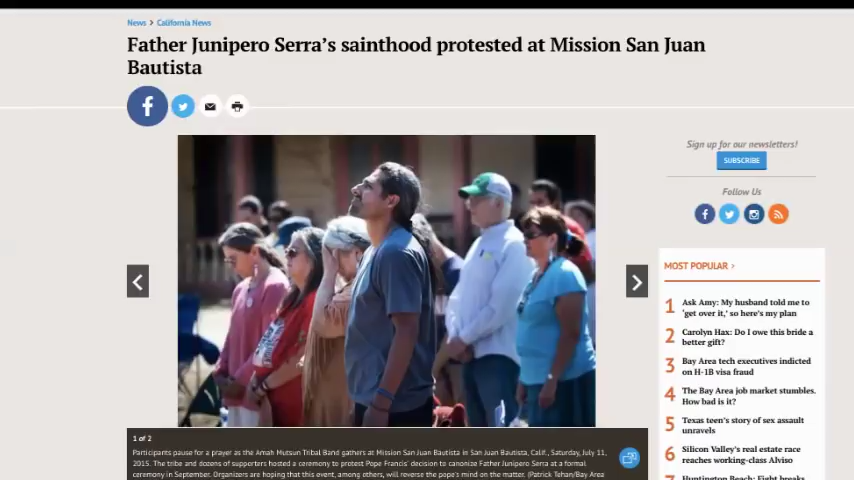 News > California News
Father Junipero Serra's sainthood protested at Mission San Juan
Bautista
Sign up for our newsletters!
SUBSCRIBE
Follow Us
MOST POPULAR >
1 Ask Amy: My husband told me to
'get over it,' so here's my plan
2 Carolyn Hax: Do I owe this bride a
better gift?
3 Bay Area tech executives indicted
on H-1B visa fraud
4 The Bay Area job market stumbles.
How bad is it?
5 Texas teen's story of sex assault
unravels
6 Silicon Valley's real estate race
reaches working-class Alviso
Huntington Beach: Fight breaks
1 of 2
Participants pause for a prayer as the Amah Mutsun Tribal Band gathers at Mission San Juan Bautista in San Juan Bautista, Calif., Saturday, July 11,
2015. The tribe and dozens of supporters hosted a ceremony to protest Pope Francis' decision to canonize Father Junipero Serra at a formal
ceremony in September. Organizers are hoping that this event, among others, will reverse the pope's mind on the matter. (Patrick Tehan/Bay Area